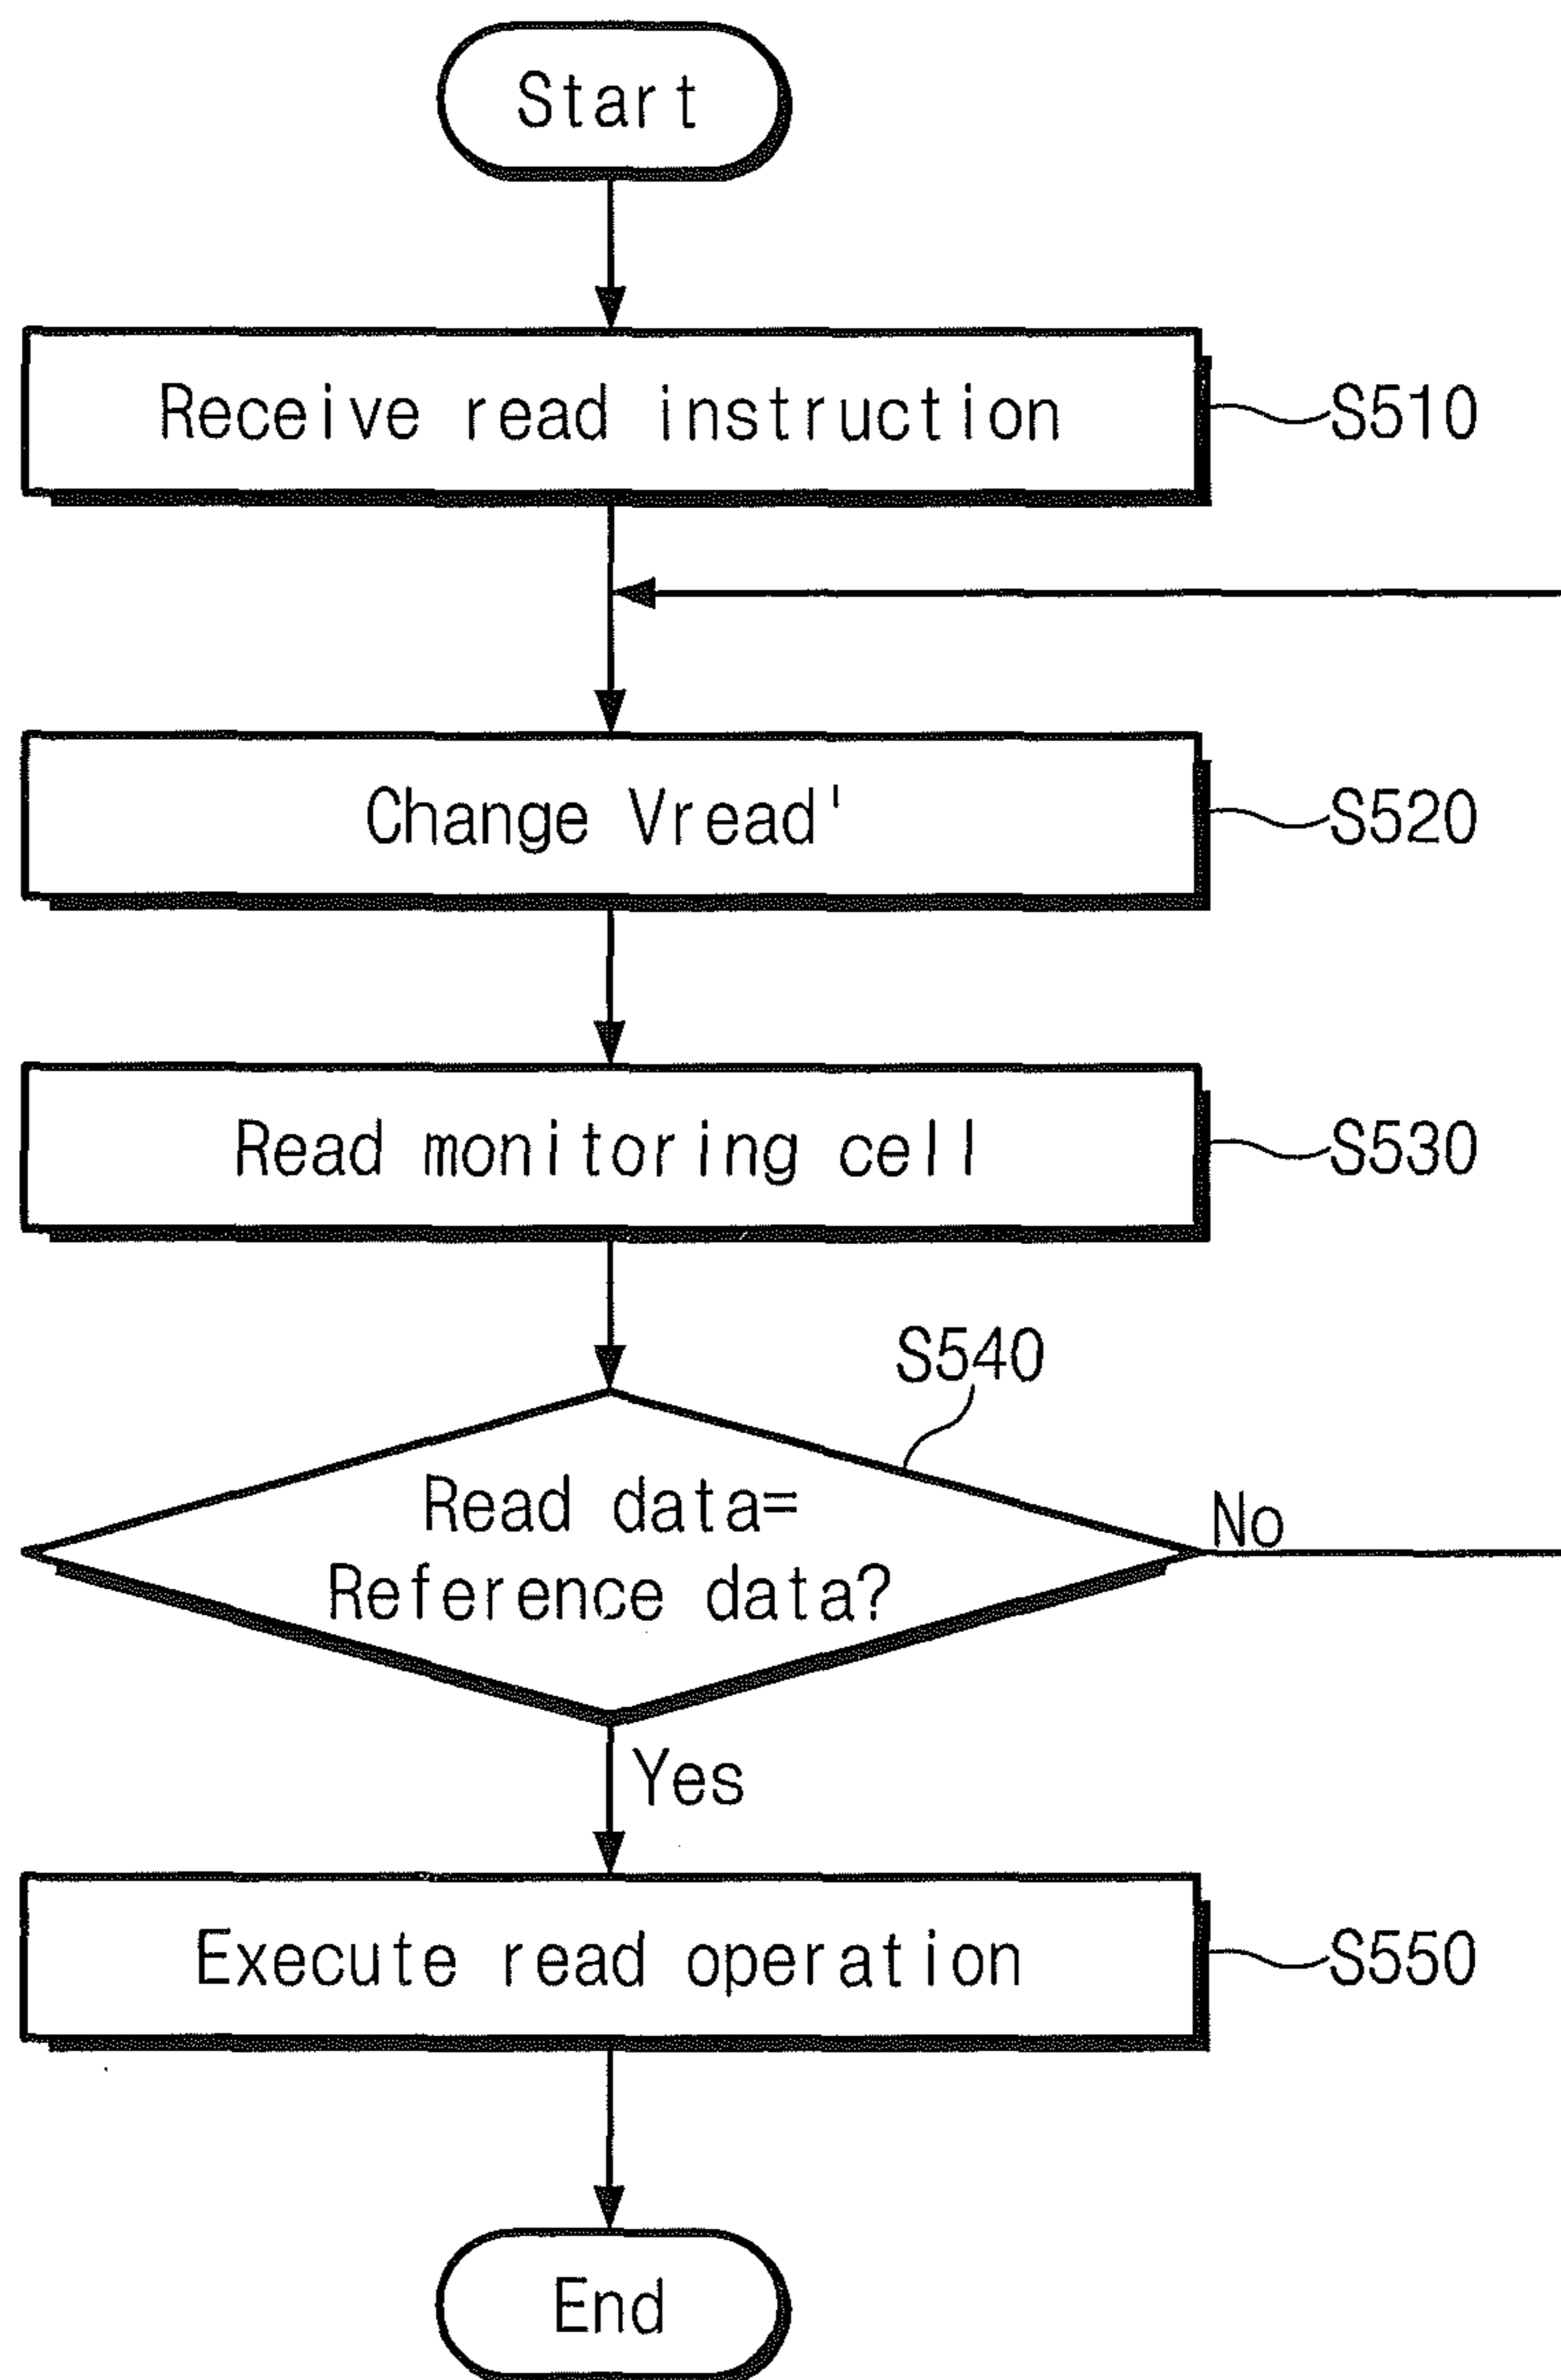 Start
Receive read instruction
S510
Change Vread'
S520
Read monitoring cell
S530
S540
Read data=
Reference data?
No
Yes
Execute read operation
S550
End